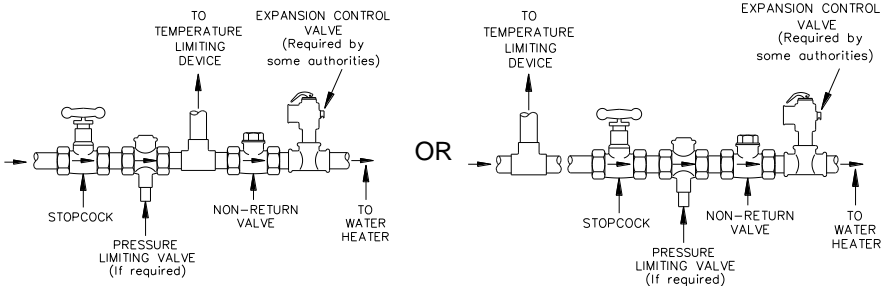 TO
TEMPERATURE
LIMITING
DEVICE
EXPANSION CONTROL
VALVE
(Required by
some authorities)
STOPCOCK
PRESSURE
LIMITING VALVE
(If required)
NON-RETURN
VALVE
TO
WATER
HEATER
OR
TO
TEMPERATURE
LIMITING
DEVICE
EXPANSION CONTROL
VALVE
(Required by
some authorities)
STOPCOCK
PRESSURE
LIMITING VALVE
(If required)
NON-RETURN
VALVE
TO
WATER
HEATER